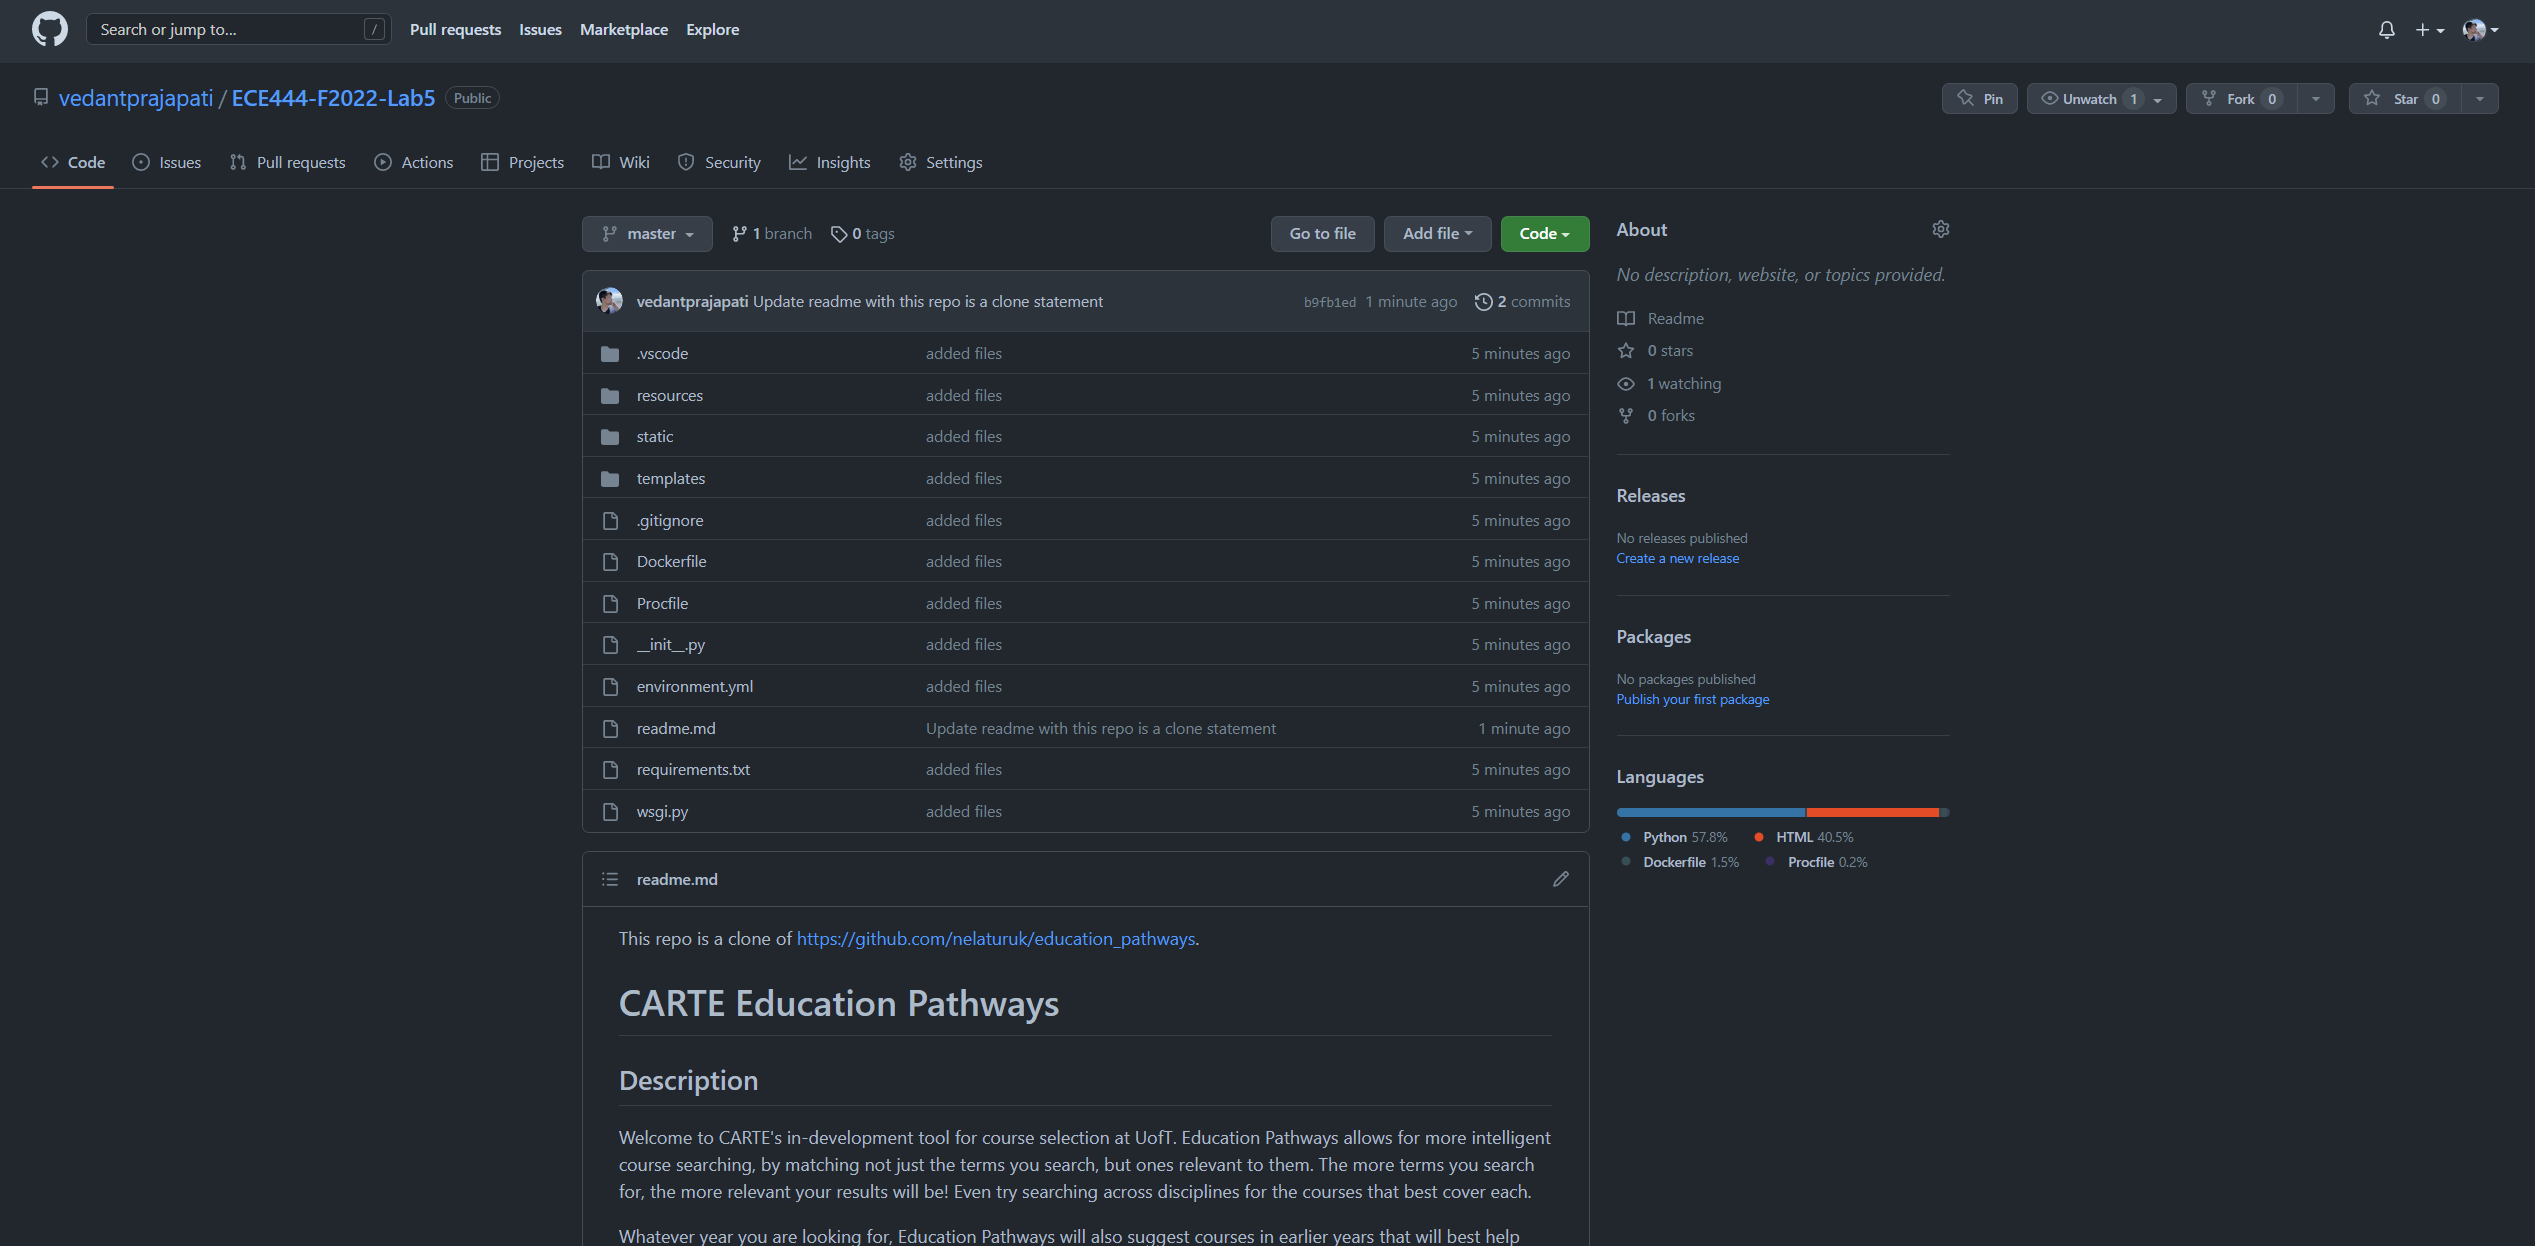 Search or jump to... /
Pull requests Issues Marketplace Explore
vedantprajapati / ECE444-F2022-Lab5 Public
Pin Unwatch 1 Fork 0 Star 0
Code Issues Pull requests Actions Projects Wiki Security Insights Settings
master 1 branch 0 tags Go to file Add file Code
vedantprajapati Update readme with this repo is a clone statement b9fb1ed 1 minute ago 2 commits
.vscode added files 5 minutes ago
resources added files 5 minutes ago
static added files 5 minutes ago
templates added files 5 minutes ago
.gitignore added files 5 minutes ago
Dockerfile added files 5 minutes ago
Procfile added files 5 minutes ago
__init__.py added files 5 minutes ago
environment.yml added files 5 minutes ago
readme.md Update readme with this repo is a clone statement 1 minute ago
requirements.txt added files 5 minutes ago
wsgi.py added files 5 minutes ago
readme.md
This repo is a clone of https://github.com/nelaturuk/education_pathways.
CARTE Education Pathways
Description
Welcome to CARTE's in-development tool for course selection at UofT. Education Pathways allows for more intelligent
course searching, by matching not just the terms you search, but ones relevant to them. The more terms you search
for, the more relevant your results will be! Even try searching across disciplines for the courses that best cover each.
Whatever year you are looking for, Education Pathways will also suggest courses in earlier years that will best help
About
No description, website, or topics provided.
Readme
0 stars
1 watching
0 forks
Releases
No releases published
Create a new release
Packages
No packages published
Publish your first package
Languages
Python 57.8% HTML 40.5%
Dockerfile 1.5% Procfile 0.2%